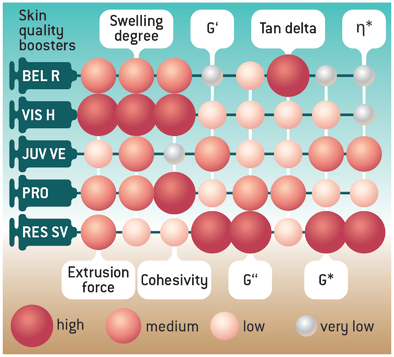 Skin
quality
boosters
Swelling
degree
G‘
Tan delta
η*
BEL R
VIS H
JUV VE
PRO
RES SV
Extrusion
force
Cohesivity
G“
G*
high
medium
low
very low